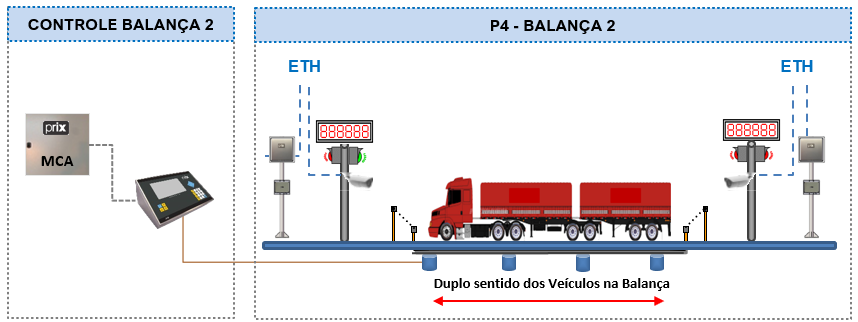 CONTROLE BALANÇA 2
P4 - BALANÇA 2
ETH
ETH
prix
MCA
888888
888888
Duplo sentido dos Veículos na Balança